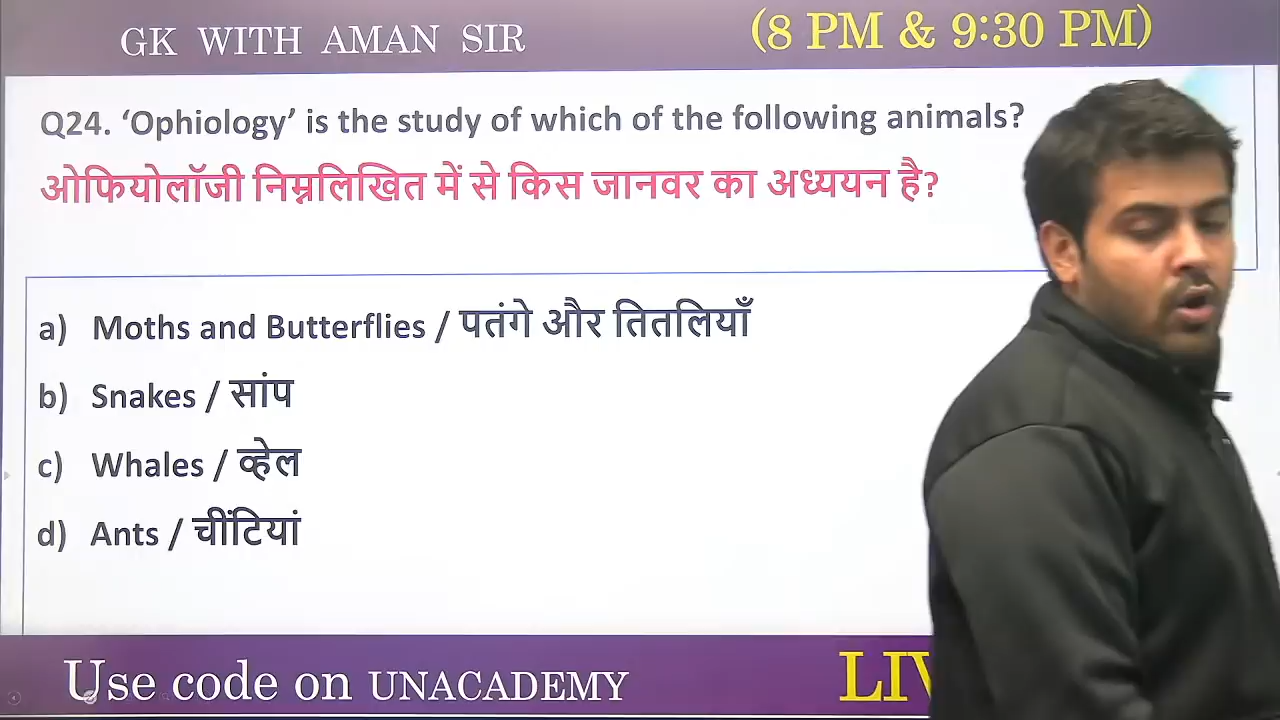 GK WITH AMAN SIR
(8 PM & 9:30 PM)
Q24. ‘Ophiology’ is the study of which of the following animals?
ओफियोलॉजी निम्नलिखित में से किस जानवर का अध्ययन है?
a) Moths and Butterflies / पतंगे और तितलियाँ
b) Snakes / सांप
c) Whales / व्हेल
d) Ants / चींटियां
Use code on UNACADEMY